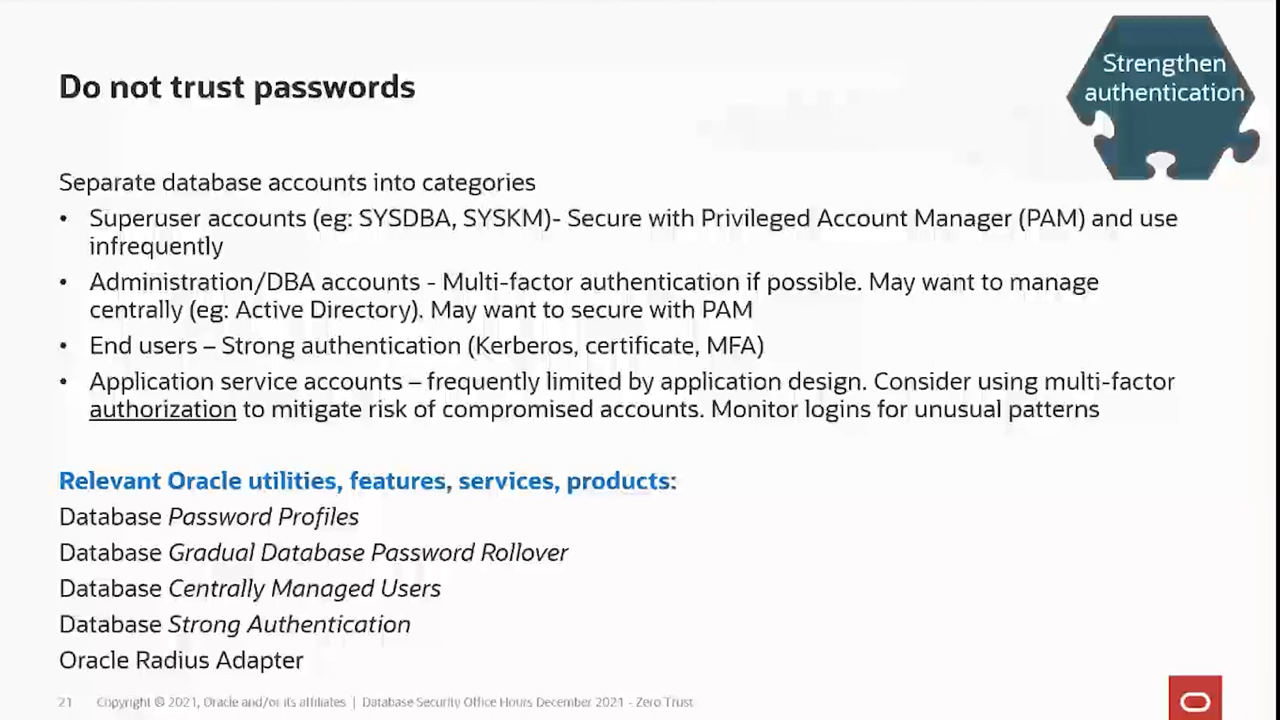 Strengthen
authentication
Do not trust passwords
Separate database accounts into categories
• Superuser accounts (eg: SYSDBA, SYSKM)- Secure with Privileged Account Manager (PAM) and use
infrequently
• Administration/DBA accounts - Multi-factor authentication if possible. May want to manage
centrally (eg: Active Directory). May want to secure with PAM
• End users – Strong authentication (Kerberos, certificate, MFA)
• Application service accounts – frequently limited by application design. Consider using multi-factor
authorization to mitigate risk of compromised accounts. Monitor logins for unusual patterns
Relevant Oracle utilities, features, services, products:
Database Password Profiles
Database Gradual Database Password Rollover
Database Centrally Managed Users
Database Strong Authentication
Oracle Radius Adapter
21 Copyright © 2021, Oracle and/or its affiliates | Database Security Office Hours December 2021 - Zero Trust